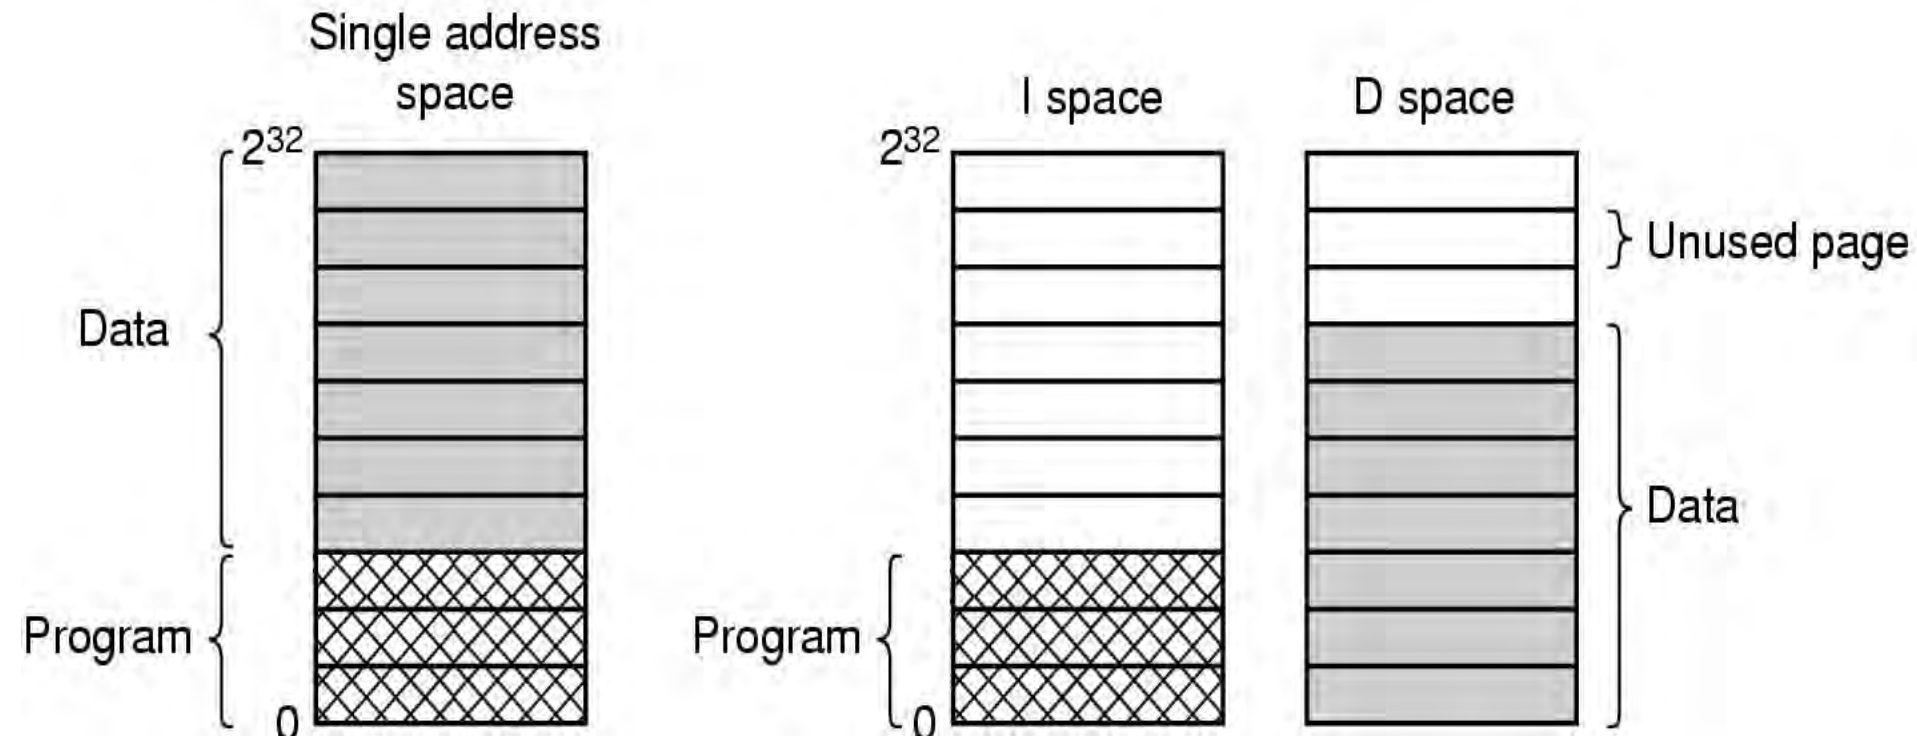 Single address
space
I space
D space
2³²
2³²
Unused page
Data
Data
Program
Program
0
0